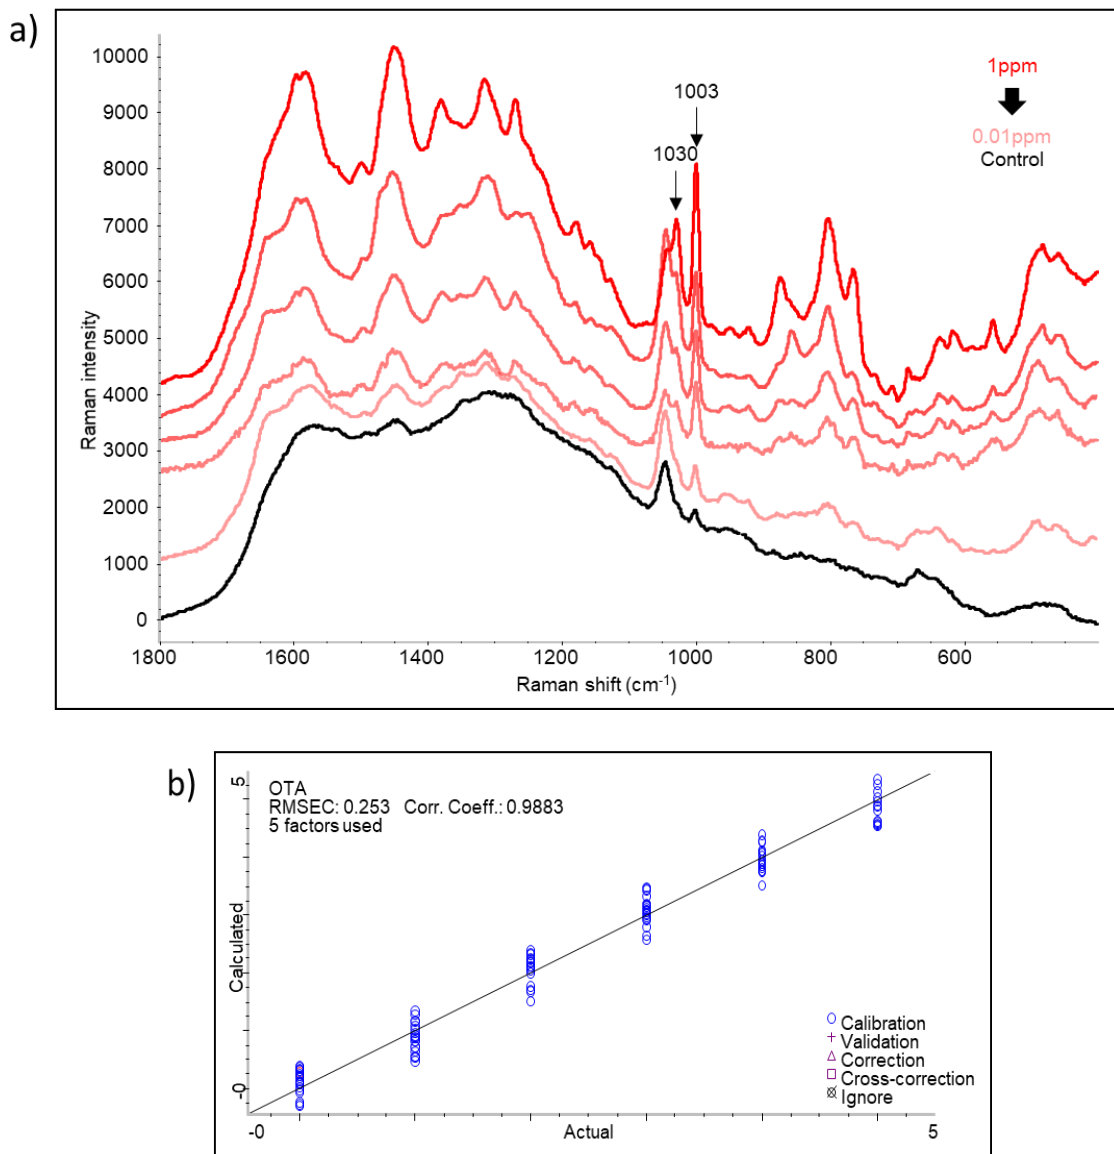 a)
10000
9000
8000
7000
6000
5000
4000
3000
2000
1000
0
Raman intensity
1003
1030
1ppm
0.01ppm
Control
1800 1600 1400 1200 1000 800 600
Raman shift (cm-1)
b)
5
OTA
RMSEC: 0.253 Corr. Coeff.: 0.9883
5 factors used
Calculated
-0
Calibration
Validation
Correction
Cross-correction
Ignore
-0 Actual 5